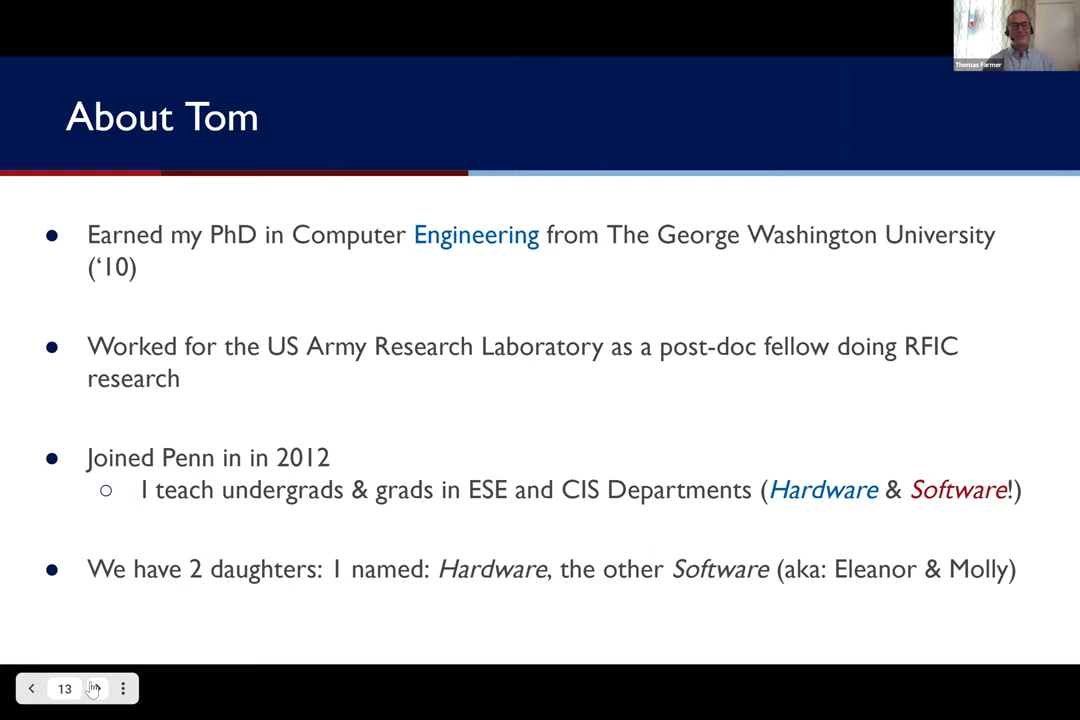 Thomas Farmer
About Tom
● Earned my PhD in Computer Engineering from The George Washington University
(‘10)
● Worked for the US Army Research Laboratory as a post-doc fellow doing RFIC
research
● Joined Penn in in 2012
○ I teach undergrads & grads in ESE and CIS Departments (Hardware & Software!)
● We have 2 daughters: 1 named: Hardware, the other Software (aka: Eleanor & Molly)
13